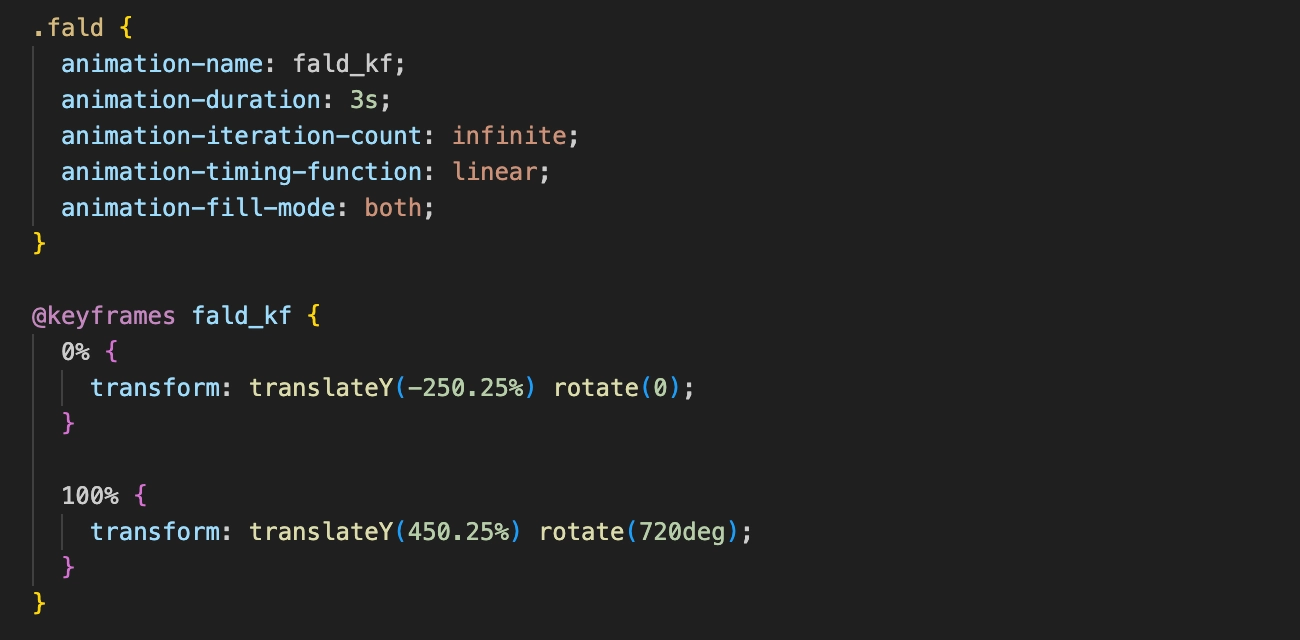 .fald {
animation-name: fald_kf;
animation-duration: 3s;
animation-iteration-count: infinite;
animation-timing-function: linear;
animation-fill-mode: both;
}
@keyframes fald_kf {
0% {
transform: translateY(-250.25%) rotate(0);
}
100% {
transform: translateY(450.25%) rotate(720deg);
}
}